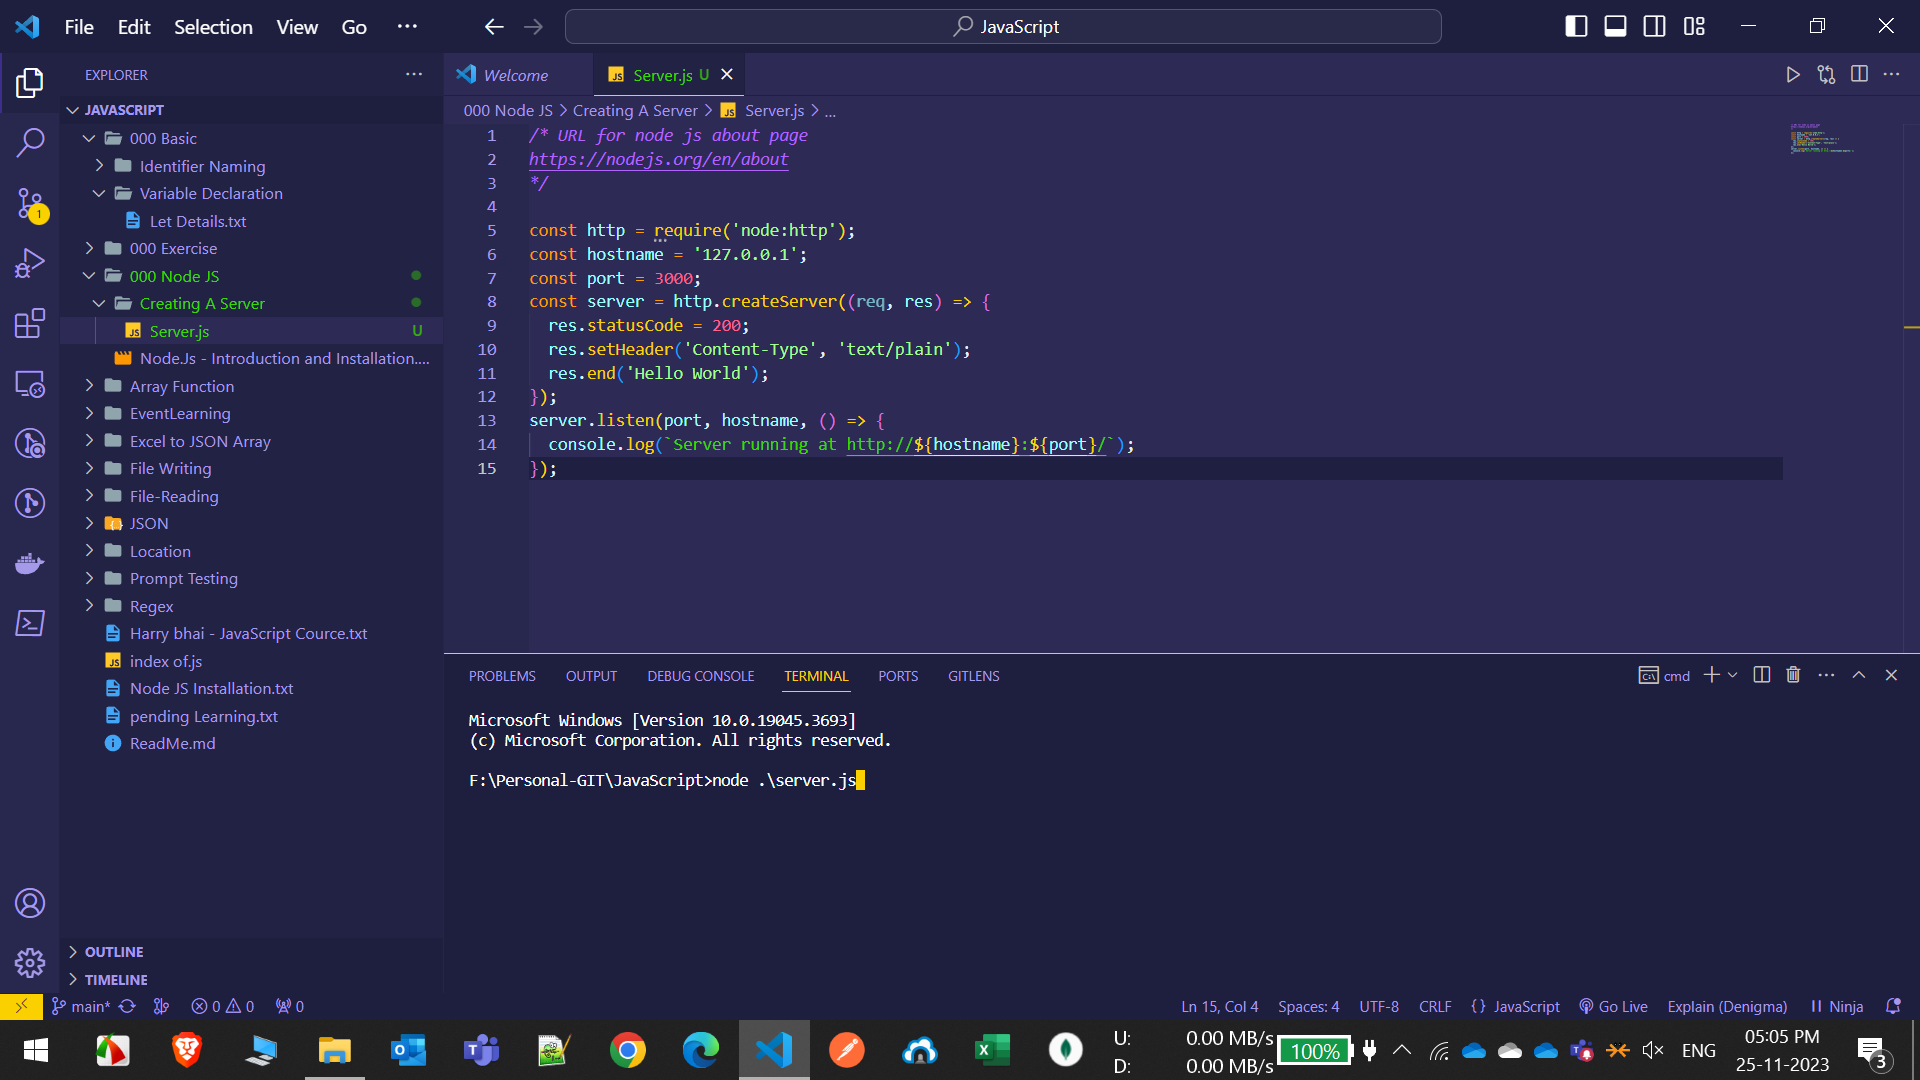 File Edit Selection View Go ···
JavaScript
EXPLORER
Welcome
Server.js U
000 Node JS > Creating A Server > Server.js > ...
JAVASCRIPT
000 Basic
Identifier Naming
Variable Declaration
Let Details.txt
000 Exercise
000 Node JS
Creating A Server
Server.js U
Node.Js - Introduction and Installation....
Array Function
EventLearning
Excel to JSON Array
File Writing
File-Reading
JSON
Location
Prompt Testing
Regex
Harry bhai - JavaScript Cource.txt
index of.js
Node JS Installation.txt
pending Learning.txt
ReadMe.md
OUTLINE
TIMELINE
1
1 /* URL for node js about page
2 https://nodejs.org/en/about
3 */
4
5 const http = require('node:http');
6 const hostname = '127.0.0.1';
7 const port = 3000;
8 const server = http.createServer((req, res) => {
9 res.statusCode = 200;
10 res.setHeader('Content-Type', 'text/plain');
11 res.end('Hello World');
12 });
13 server.listen(port, hostname, () => {
14 console.log(`Server running at http://${hostname}:${port}/`);
15 });
PROBLEMS OUTPUT DEBUG CONSOLE TERMINAL PORTS GITLENS
cmd
Microsoft Windows [Version 10.0.19045.3693]
(c) Microsoft Corporation. All rights reserved.
F:\Personal-GIT\JavaScript>node .\server.js
main* 0 0 0
Ln 15, Col 4 Spaces: 4 UTF-8 CRLF {} JavaScript Go Live Explain (Denigma) Ninja
U: 0.00 MB/s
D: 0.00 MB/s
100%
ENG
05:05 PM
25-11-2023
3